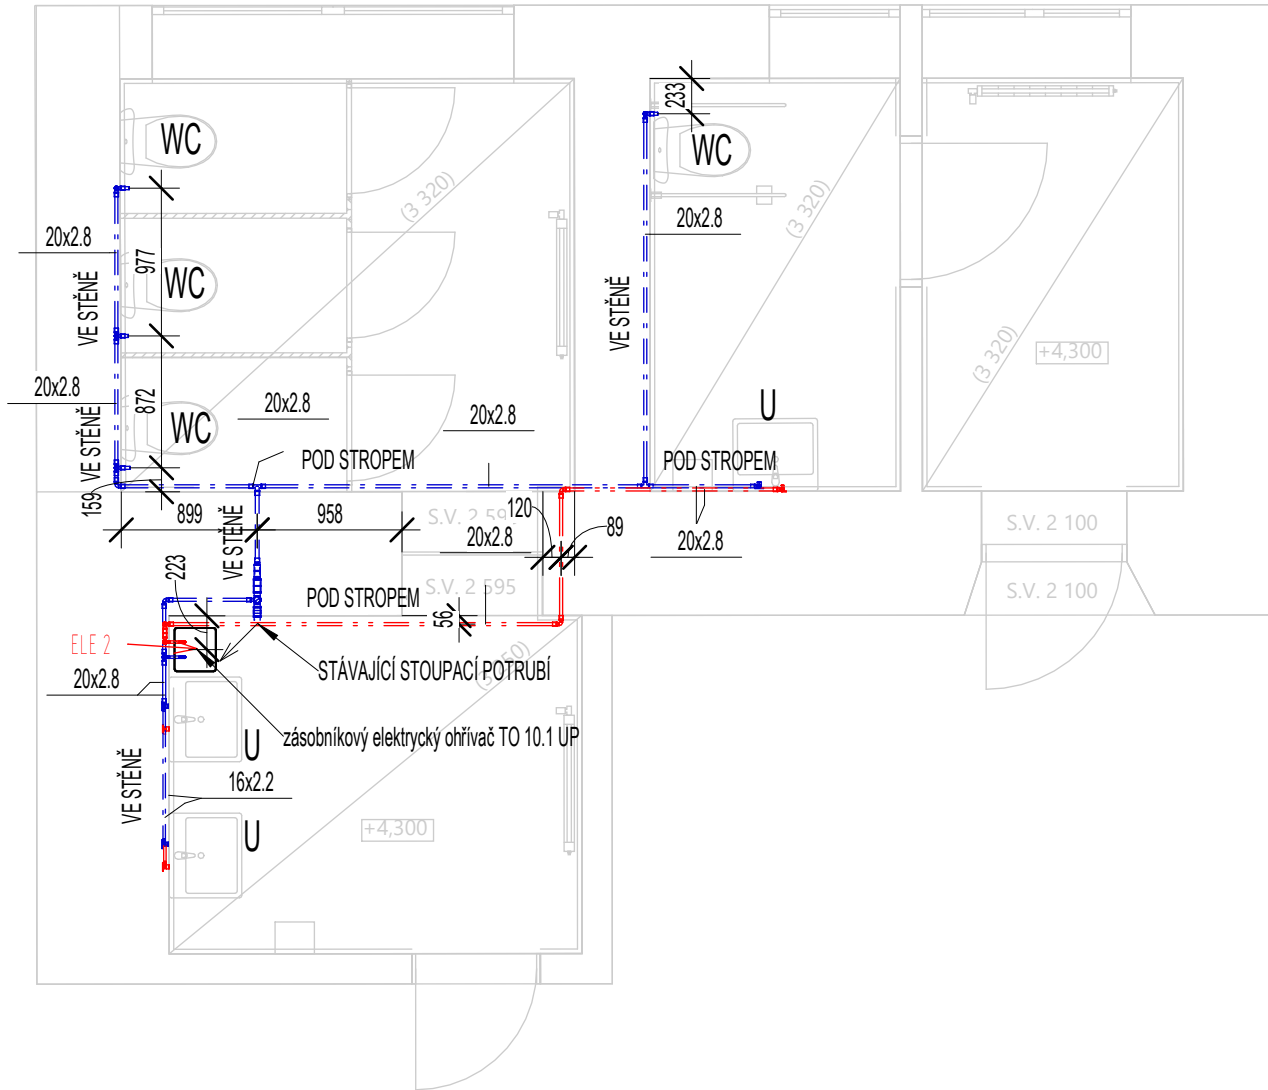 233
WC
WC
(3 320)
(3 320)
20x2.8
20x2.8
977
WC
VE STĚNĚ
VE STĚNĚ
(3 320)
+4,300
20x2.8
872
20x2.8
20x2.8
U
WC
VE STĚNĚ
POD STROPEM
POD STROPEM
159
899
958
S.V. 2 59
120
89
S.V. 2 100
20x2.8
20x2.8
VE STĚNĚ
223
S.V. 2 595
S.V. 2 100
POD STROPEM
56
ELE 2
STÁVAJÍCÍ STOUPACÍ POTRUBÍ
20x2.8
zásobníkový elektrycký ohřívač TO 10.1 UP
U
16x2.2
VE STĚNĚ
U
+4,300